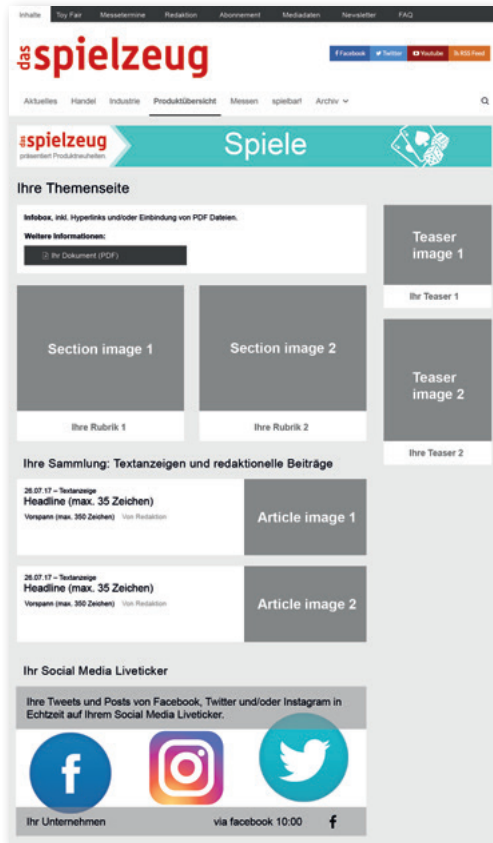 Inhalte Toy Fair Messetermine Redaktion Abonnement Mediadaten Newsletter FAQ
das spielzeug
Facebook Twitter Youtube RSS Feed
Aktuelles Handel Industrie Produktübersicht Messen spielbar! Archiv
das spielzeug
präsentiert Produktneuheiten.
Spiele
Ihre Themenseite
Infobox, inkl. Hyperlinks und/oder Einbindung von PDF Dateien.
Weitere Informationen:
Ihr Dokument (PDF)
Teaser
image 1
Ihr Teaser 1
Section image 1
Ihre Rubrik 1
Section image 2
Ihre Rubrik 2
Teaser
image 2
Ihre Teaser 2
Ihre Sammlung: Textanzeigen und redaktionelle Beiträge
26.07.17 – Textanzeige
Headline (max. 35 Zeichen)
Vorspann (max. 350 Zeichen) Von Redaktion
Article image 1
26.07.17 – Textanzeige
Headline (max. 35 Zeichen)
Vorspann (max. 350 Zeichen) Von Redaktion
Article image 2
Ihr Social Media Liveticker
Ihre Tweets und Posts von Facebook, Twitter und/oder Instagram in
Echtzeit auf Ihrem Social Media Liveticker.
Ihr Unternehmen via facebook 10:00